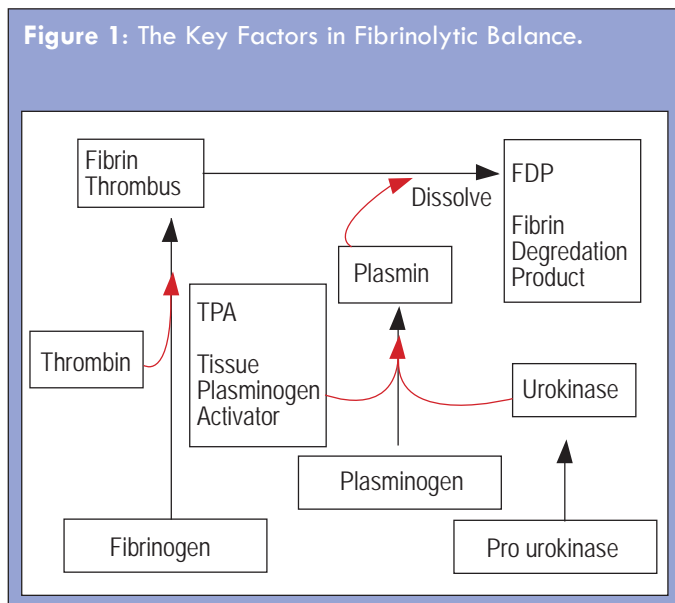 Figure 1: The Key Factors in Fibrinolytic Balance.
Fibrin
Thrombus
Dissolve
FDP
Fibrin
Degredation
Product
Plasmin
TPA
Tissue
Plasminogen
Activator
Thrombin
Urokinase
Plasminogen
Fibrinogen
Pro urokinase